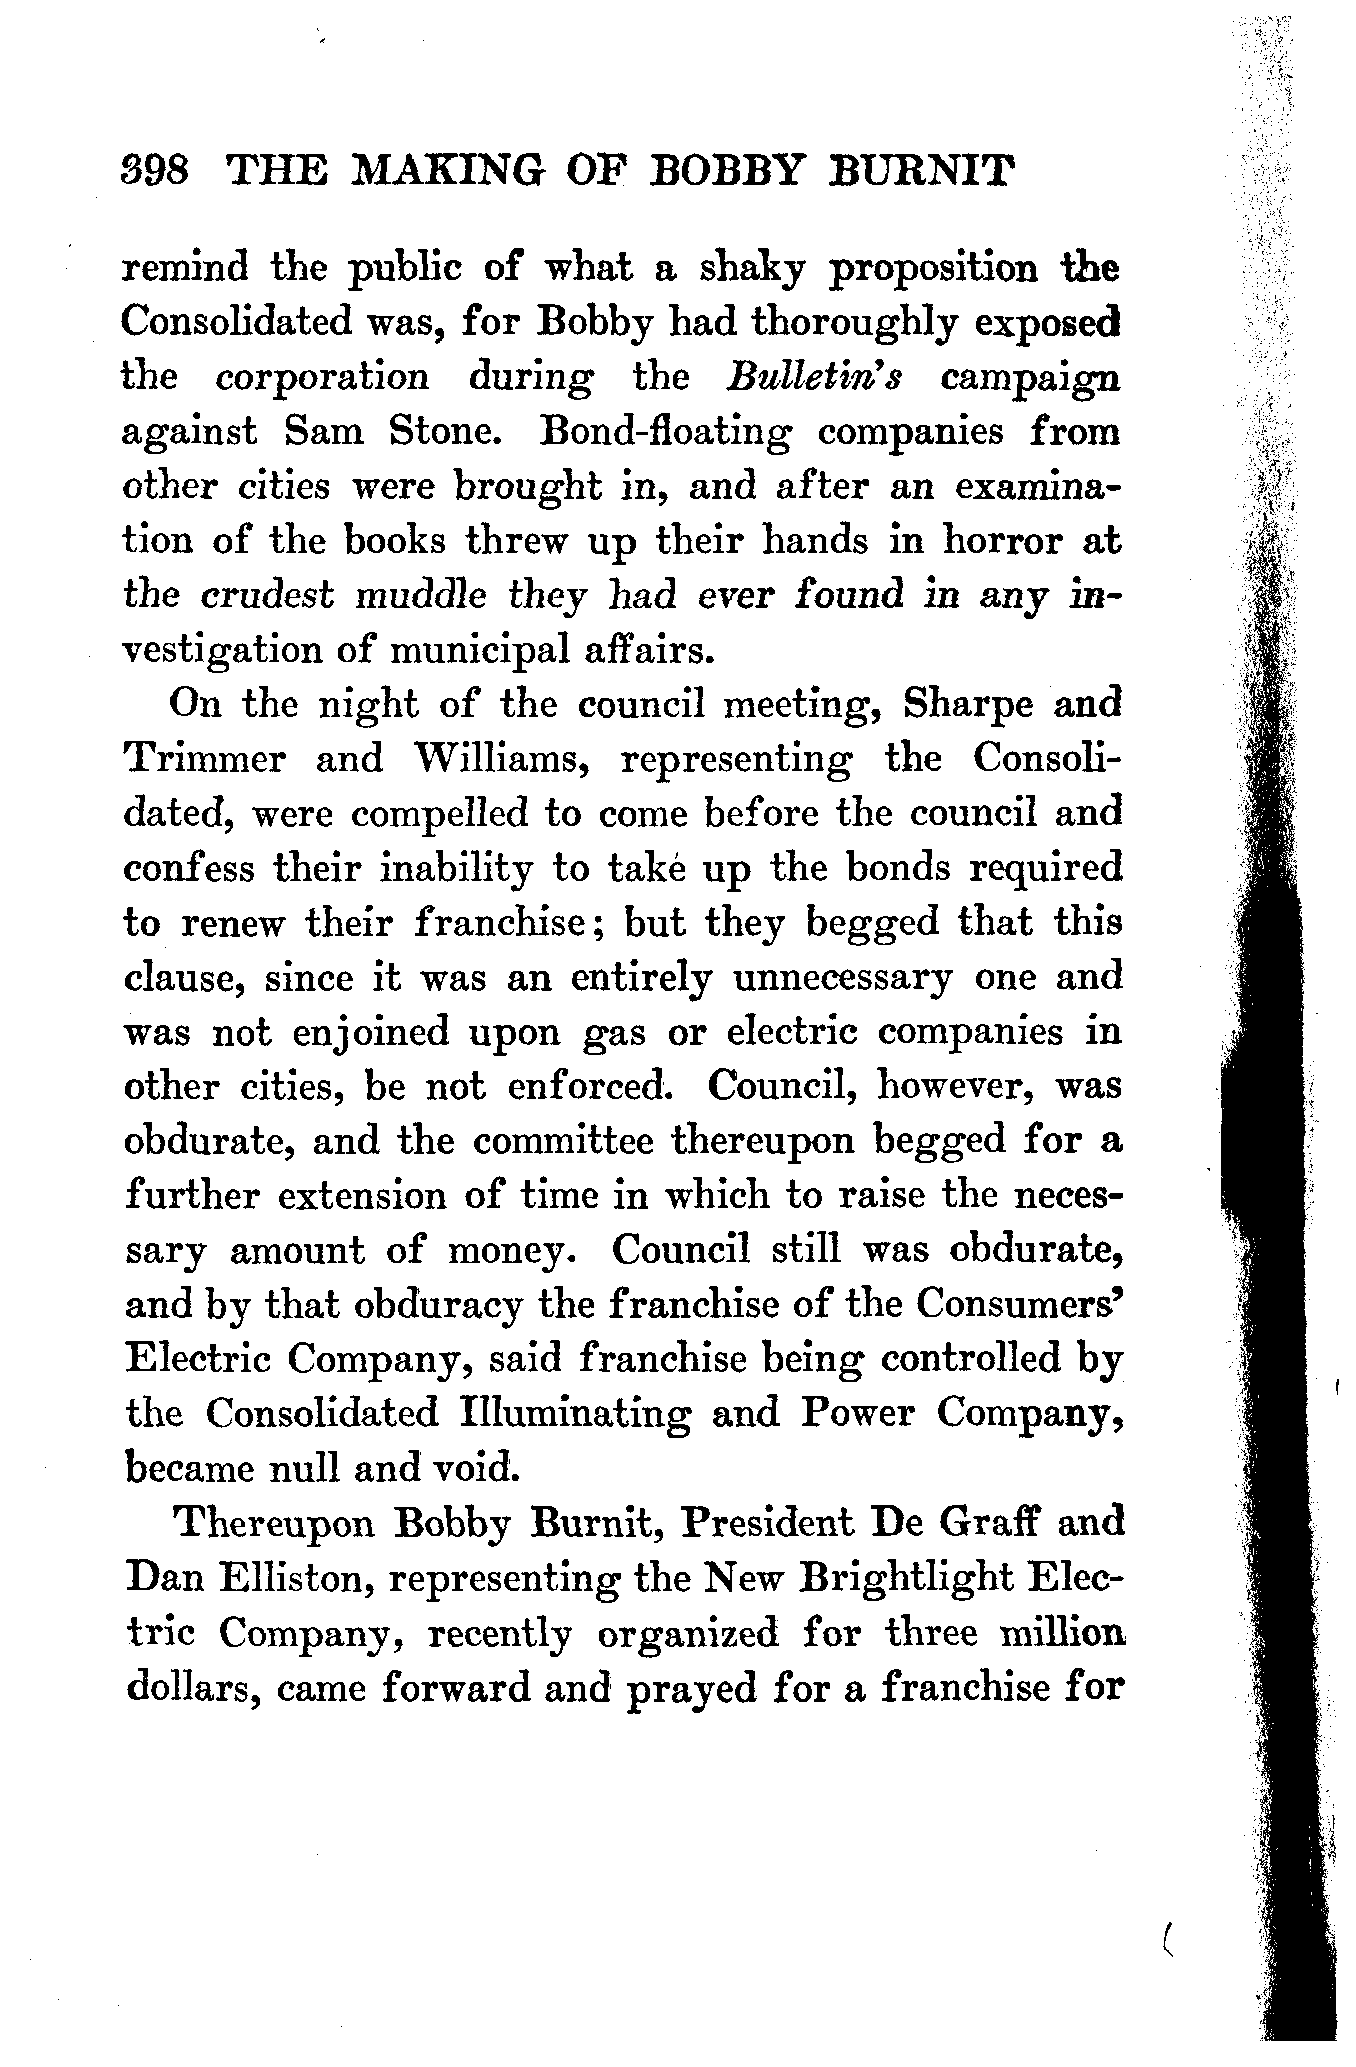 398 THE MAKING OF BOBBY BURNIT
remind the public of what a shaky proposition the
Consolidated was, for Bobby had thoroughly exposed
the corporation during the Bulletin's campaign
against Sam Stone. Bond-floating companies from
other cities were brought in, and after an examina-
tion of the books threw up their hands in horror at
the crudest muddle they had ever found in any in-
vestigation of municipal affairs.
On the night of the council meeting, Sharpe and
Trimmer and Williams, representing the Consoli-
dated, were compelled to come before the council and
confess their inability to take up the bonds required
to renew their franchise; but they begged that this
clause, since it was an entirely unnecessary one and
was not enjoined upon gas or electric companies in
other cities, be not enforced. Council, however, was
obdurate, and the committee thereupon begged for a
further extension of time in which to raise the neces-
sary amount of money. Council still was obdurate,
and by that obduracy the franchise of the Consumers'
Electric Company, said franchise being controlled by
the Consolidated Illuminating and Power Company,
became null and void.
Thereupon Bobby Burnit, President De Graff and
Dan Elliston, representing the New Brightlight Elec-
tric Company, recently organized for three million
dollars, came forward and prayed for a franchise for